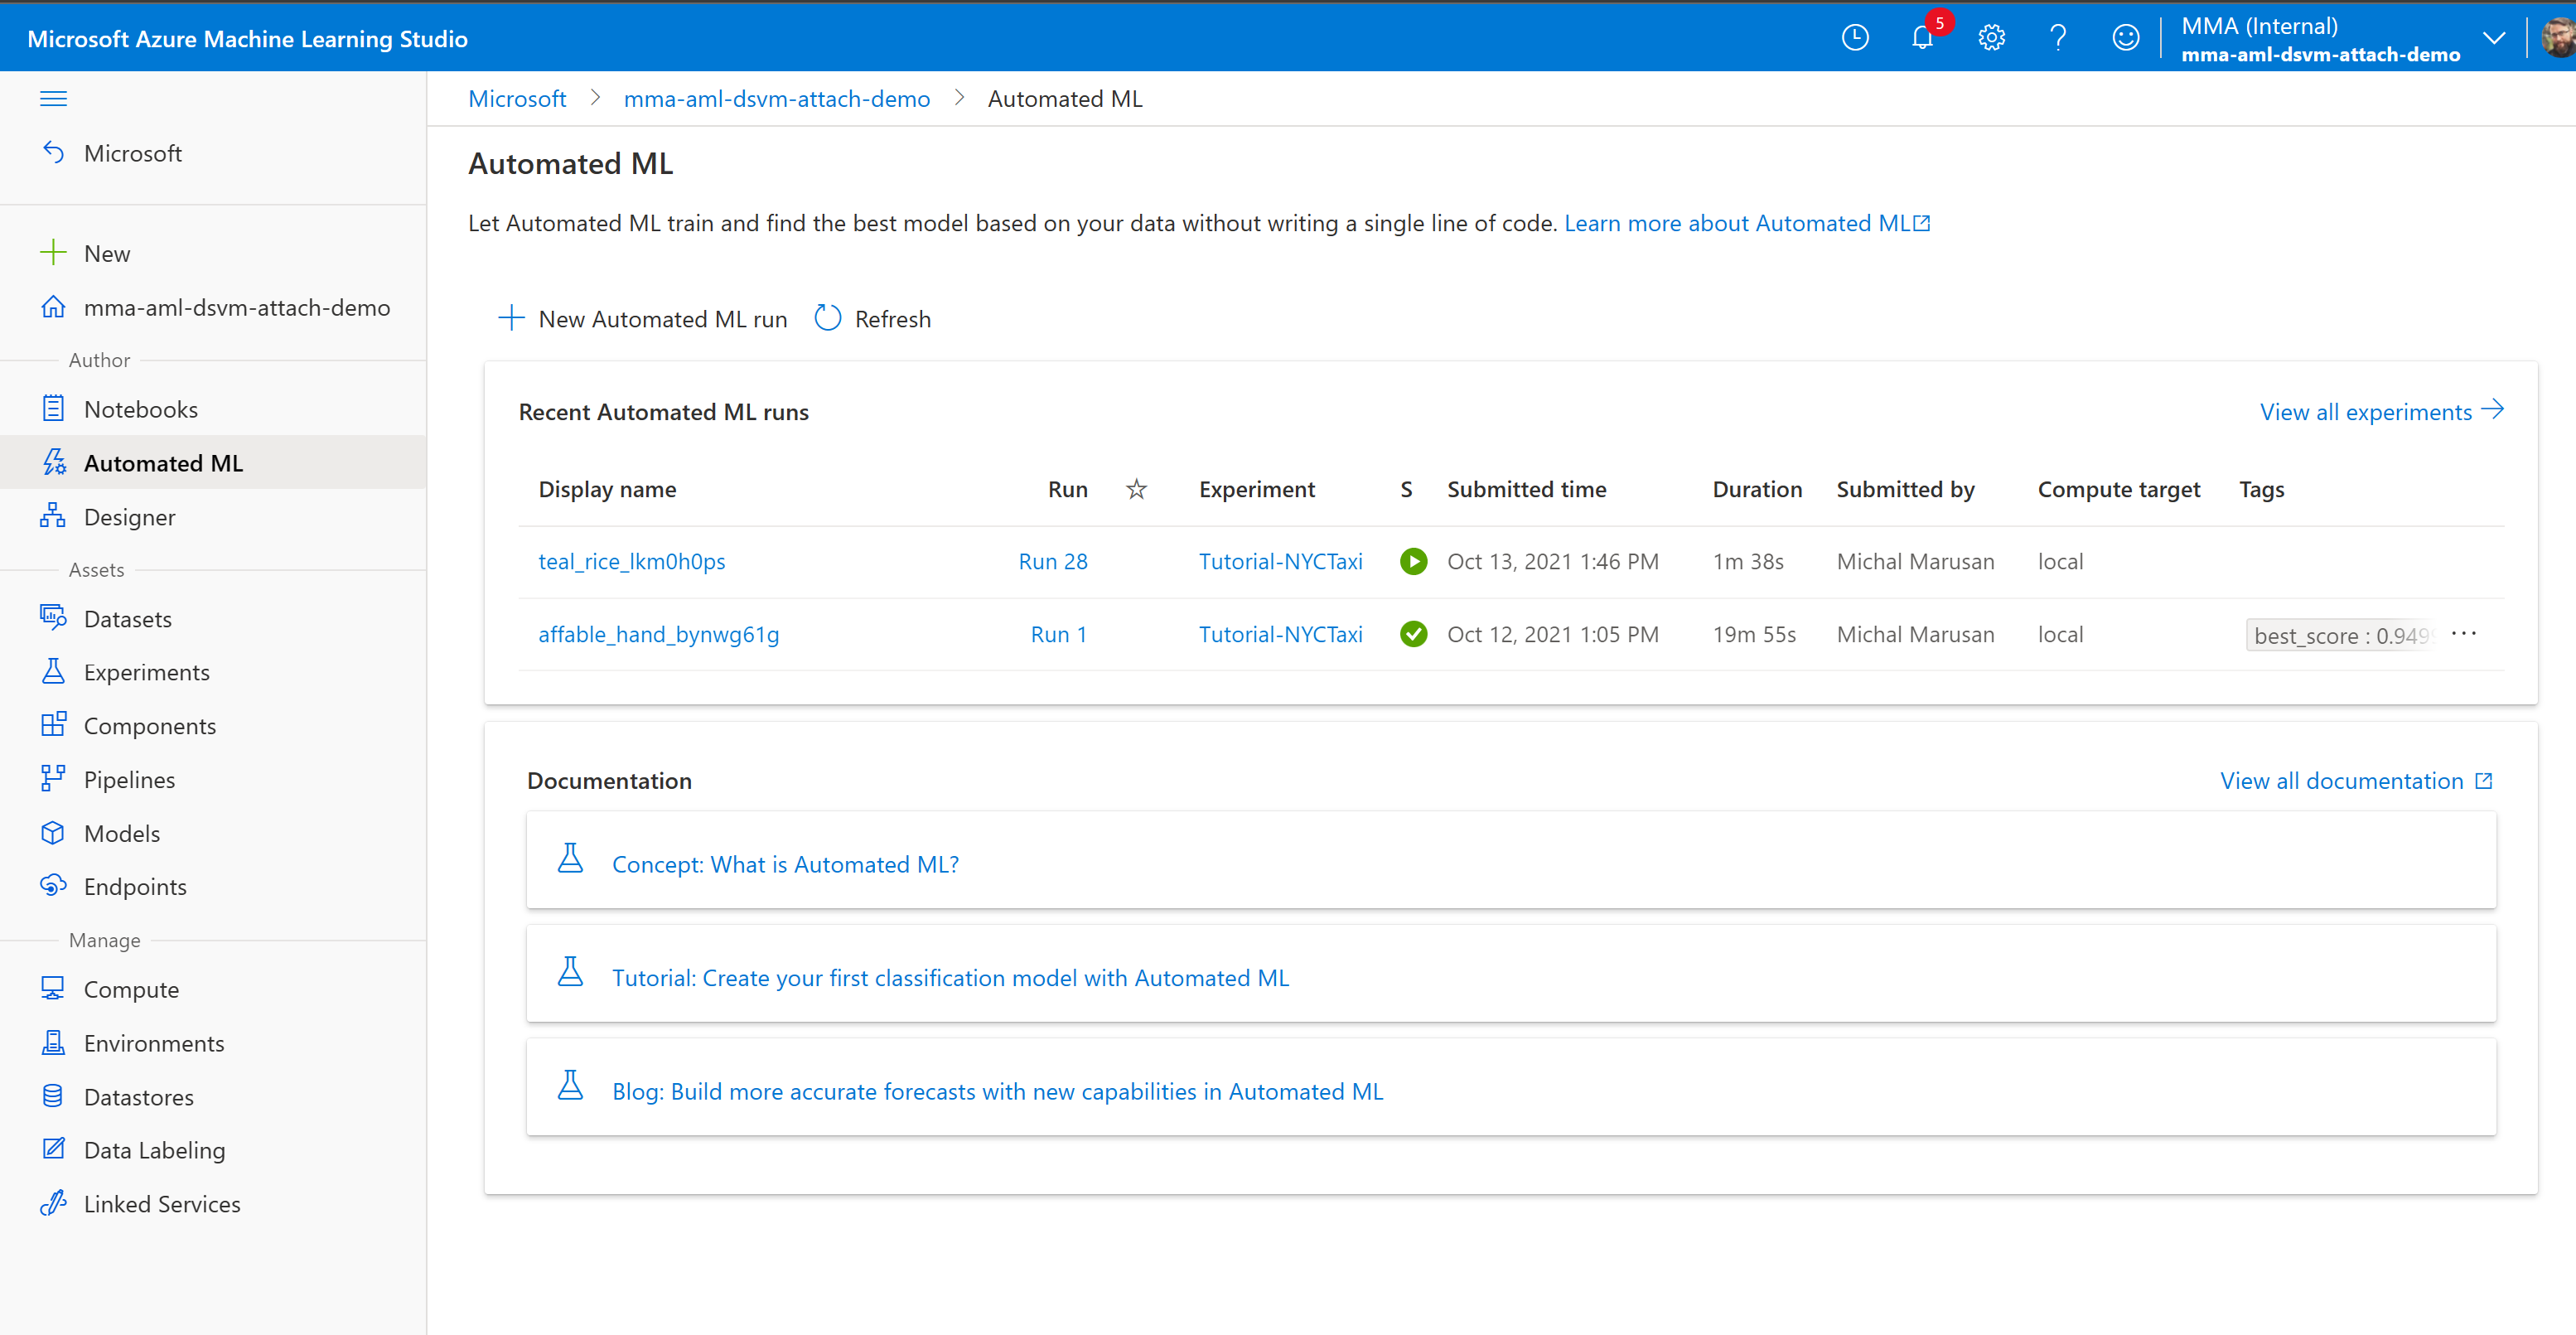 Microsoft Azure Machine Learning Studio
5
MMA (Internal)
mma-aml-dsvm-attach-demo
Microsoft
New
mma-aml-dsvm-attach-demo
Author
Notebooks
Automated ML
Designer
Assets
Datasets
Experiments
Components
Pipelines
Models
Endpoints
Manage
Compute
Environments
Datastores
Data Labeling
Linked Services
Microsoft > mma-aml-dsvm-attach-demo > Automated ML
Automated ML
Let Automated ML train and find the best model based on your data without writing a single line of code. Learn more about Automated ML
New Automated ML run Refresh
Recent Automated ML runs View all experiments
Display name Run Experiment S Submitted time Duration Submitted by Compute target Tags
teal_rice_lkm0h0ps Run 28 Tutorial-NYCTaxi Oct 13, 2021 1:46 PM 1m 38s Michal Marusan local
affable_hand_bynwg61g Run 1 Tutorial-NYCTaxi Oct 12, 2021 1:05 PM 19m 55s Michal Marusan local best_score : 0.949 ···
Documentation View all documentation
Concept: What is Automated ML?
Tutorial: Create your first classification model with Automated ML
Blog: Build more accurate forecasts with new capabilities in Automated ML